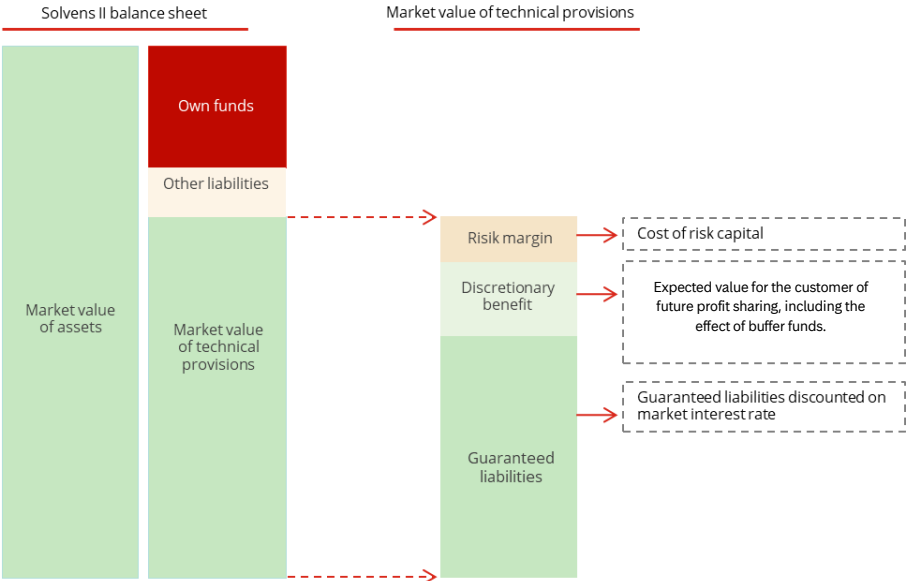 Solvens II balance sheet
Market value of technical provisions
Own funds
Other liabilities
Market value
of assets
Market value
of technical
provisions
Risik margin
Discretionary
benefit
Guaranteed
liabilities
Cost of risk capital
Expected value for the customer of
future profit sharing, including the
effect of buffer funds.
Guaranteed liabilities discounted on
market interest rate